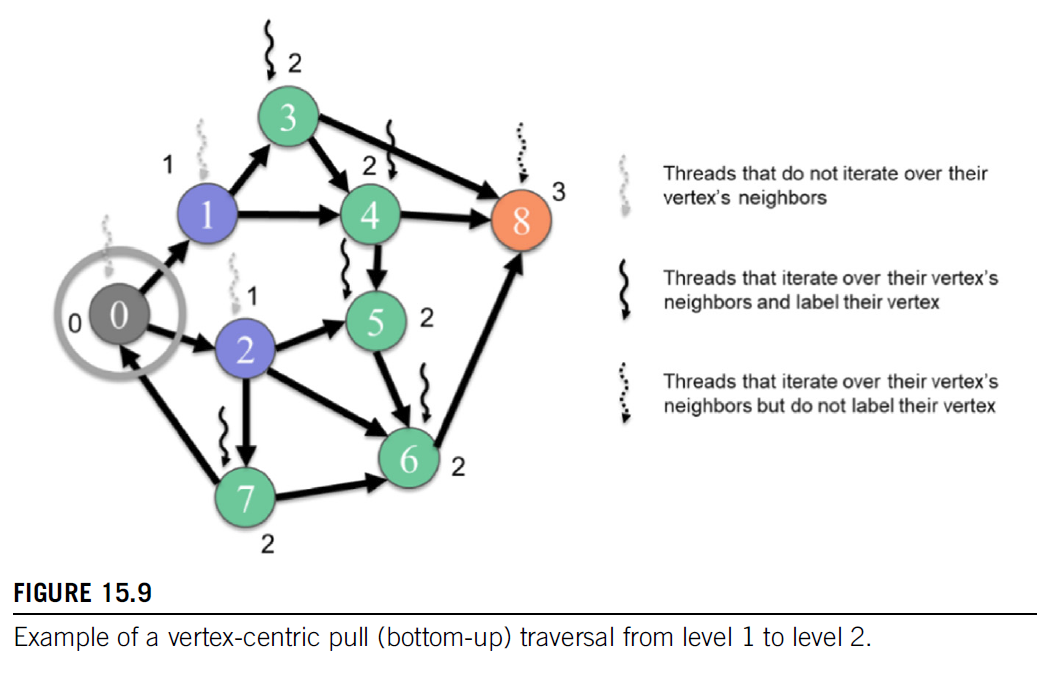 2
3
1
2
3
1
4
8
1
0
0
2
5
2
6
2
7
2
Threads that do not iterate over their
vertex's neighbors
Threads that iterate over their vertex's
neighbors and label their vertex
Threads that iterate over their vertex's
neighbors but do not label their vertex
FIGURE 15.9
Example of a vertex-centric pull (bottom-up) traversal from level 1 to level 2.